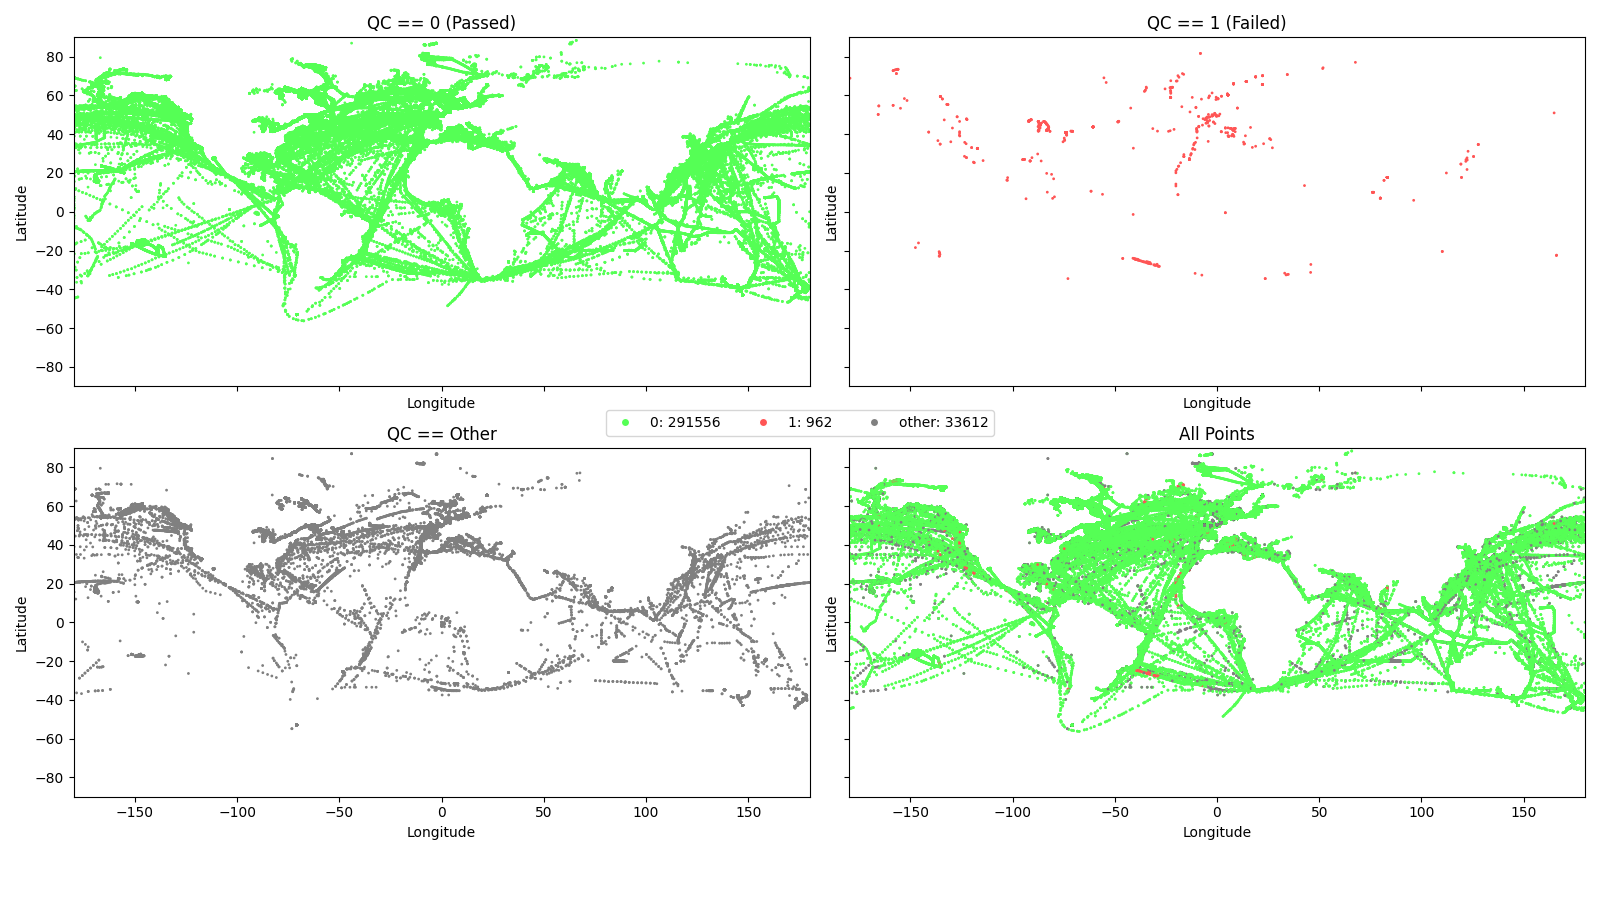 QC == 0 (Passed)
QC == 1 (Failed)
80
60
40
20
0
−20
−40
−60
−80
Latitude
Latitude
Longitude
Longitude
0: 291556 1: 962 other: 33612
QC == Other
All Points
80
60
40
20
0
−20
−40
−60
−80
Latitude
Latitude
−150 −100 −50 0 50 100 150
−150 −100 −50 0 50 100 150
Longitude
Longitude